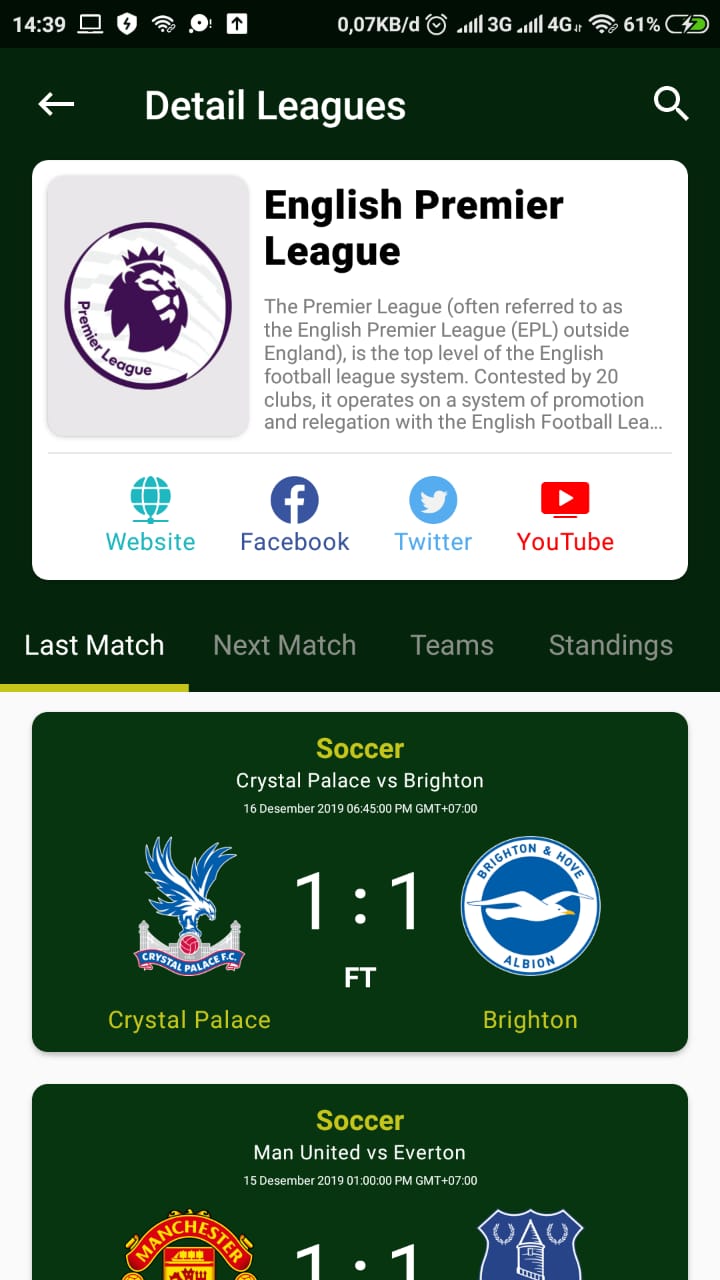 14:39 0,07KB/d 3G 4G 61%
Detail Leagues
Premier League
English Premier
League
The Premier League (often referred to as
the English Premier League (EPL) outside
England), is the top level of the English
football league system. Contested by 20
clubs, it operates on a system of promotion
and relegation with the English Football Lea...
Website Facebook Twitter YouTube
Last Match Next Match Teams Standings
Soccer
Crystal Palace vs Brighton
16 Desember 2019 06:45:00 PM GMT+07:00
CRYSTAL PALACE F.C.
1 : 1
BRIGHTON & HOVE
ALBION
FT
Crystal Palace Brighton
Soccer
Man United vs Everton
15 Desember 2019 01:00:00 PM GMT+07:00
MANCHESTER
1 : 1